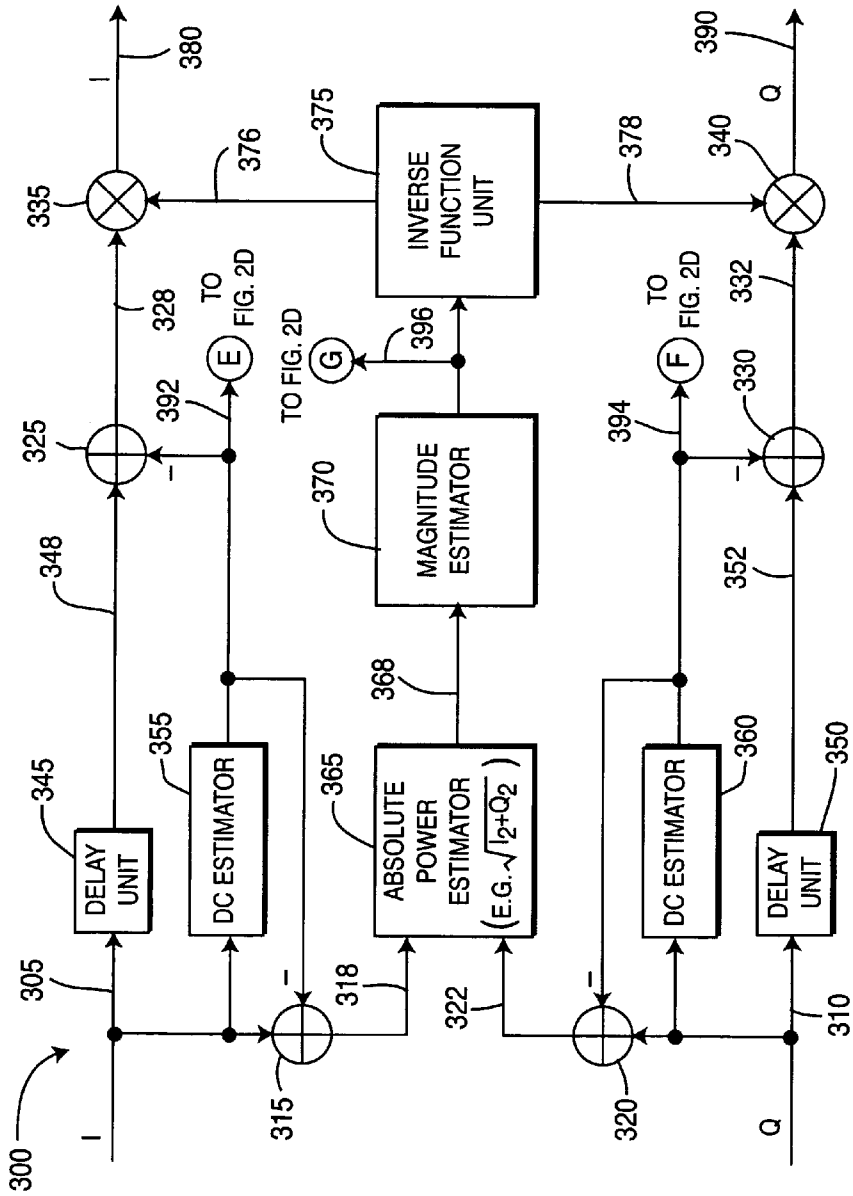 300
I
305
345
DELAY
UNIT
348
325
328
335
I
380
355
DC ESTIMATOR
–
392
E
TO
FIG. 2D
376
315
–
318
365
ABSOLUTE
POWER
ESTIMATOR
(E.G. √I2+Q2)
368
370
MAGNITUDE
ESTIMATOR
TO FIG. 2D
G
396
375
INVERSE
FUNCTION
UNIT
322
320
–
360
DC ESTIMATOR
394
F
TO
FIG. 2D
378
–
Q
310
350
DELAY
UNIT
352
330
332
340
Q
390